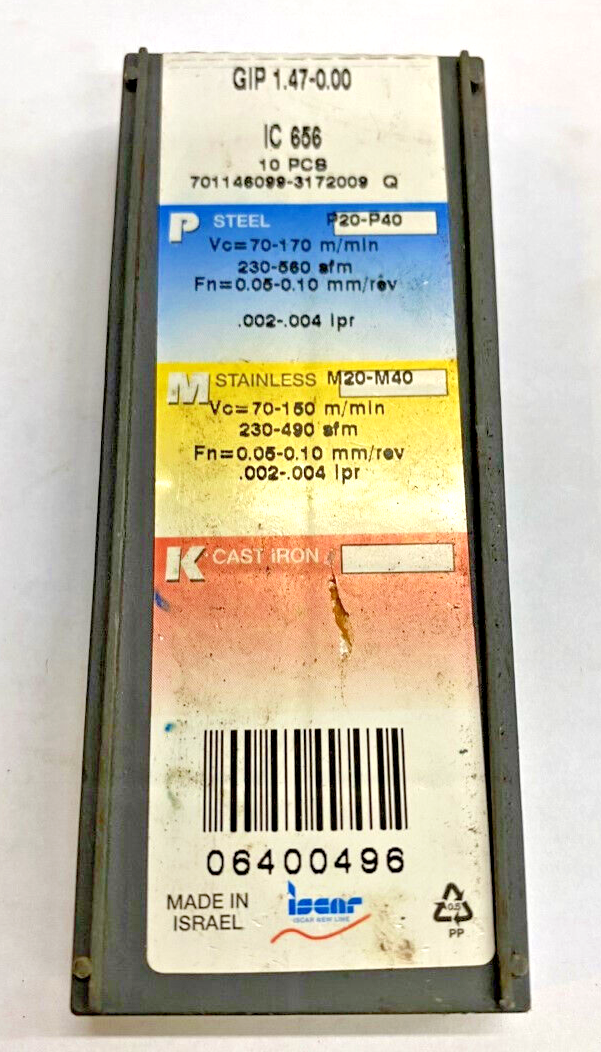 GIP 1.47-0.00
IC 656
10 PCS
701146099-3172009 Q
P STEEL P20-P40
Vc=70-170 m/min
230-560 sfm
Fn=0.05-0.10 mm/rev
.002-.004 ipr
M STAINLESS M20-M40
Vc=70-150 m/min
230-490 sfm
Fn=0.05-0.10 mm/rev
.002-.004 ipr
K CAST IRON
06400496
MADE IN
ISRAEL
iscar
ISCAR NEW LINE
05
PP